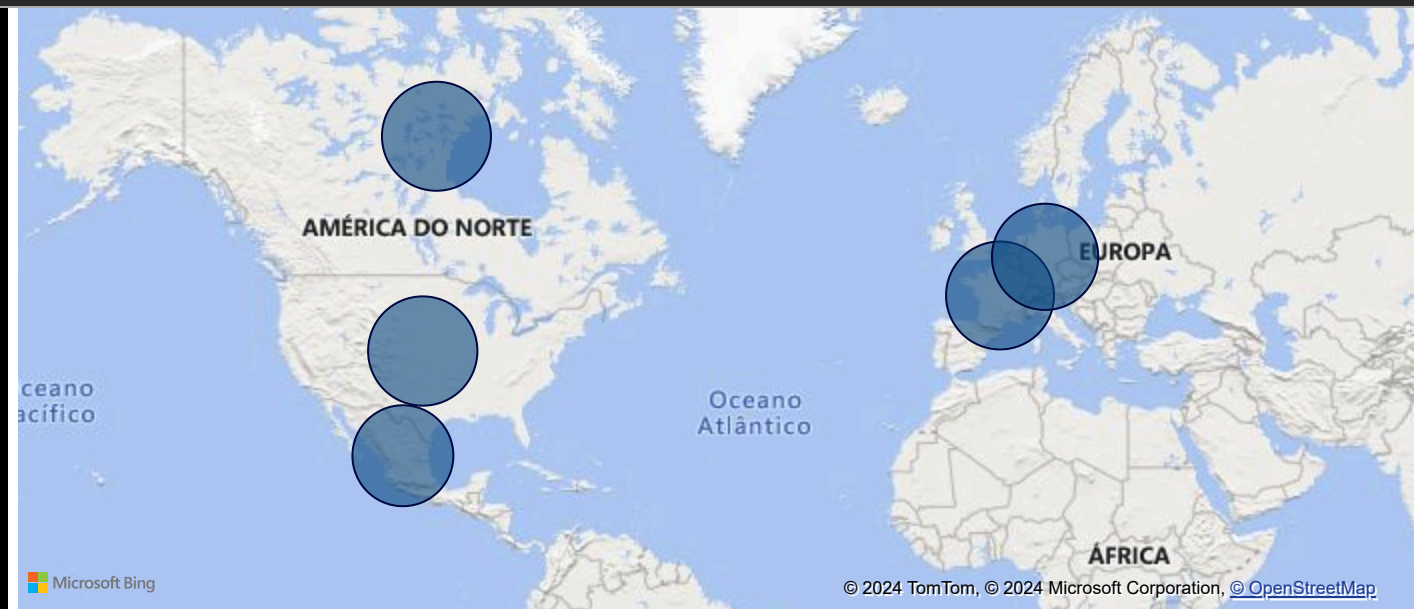 AMÉRICA DO NORTE
EUROPA
ceano
acífico
Oceano
Atlântico
ÁFRICA
Microsoft Bing
© 2024 TomTom, © 2024 Microsoft Corporation, © OpenStreetMap